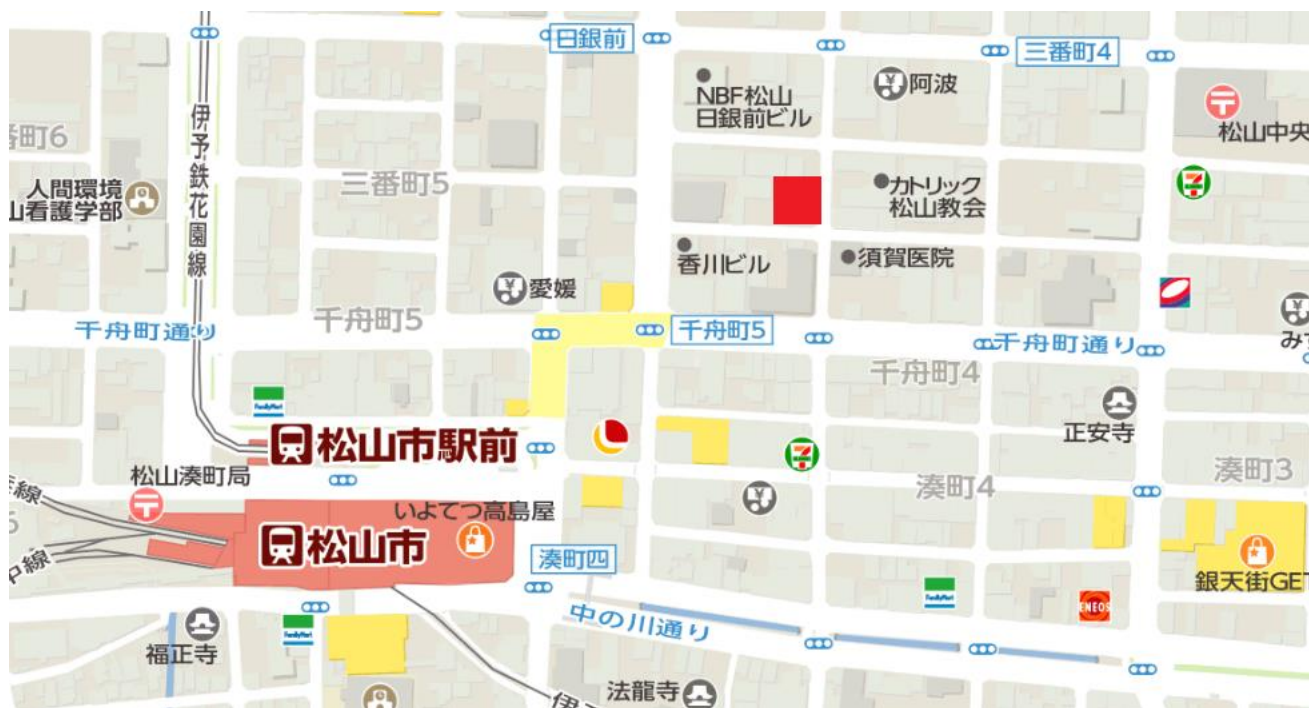 日銀前
三番町4
NBF松山
日銀前ビル
阿波
松山中央
番町6
伊予鉄花園線
三番町5
人間環境
山看護学部
カトリック
松山教会
香川ビル
須賀医院
愛媛
千舟町5
千舟町通り
千舟町5
千舟町通り
み
千舟町4
FamilyMart
正安寺
松山市駅前
松山湊町局
湊町4
湊町3
いよてつ高島屋
松山市
湊町四
銀天街GET
FamilyMart
ENEOS
中の川通り
FamilyMart
福正寺
法龍寺
伊